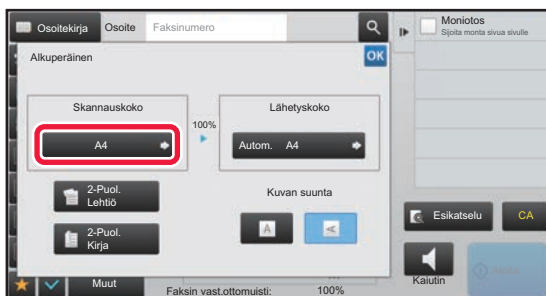 Osoitekirja
Osoite
Faksinumero
Moniotos
Sijoita monta sivua sivulle
Alkuperäinen
OK
Skannauskoko
100%
Lähetyskoko
A4
Autom. A4
2-Puol.
Lehtiö
Kuvan suunta
2-Puol.
Kirja
A
A
Esikatselu
CA
Muut
Faksin vast.ottomuisti: 100%
Kaiutin